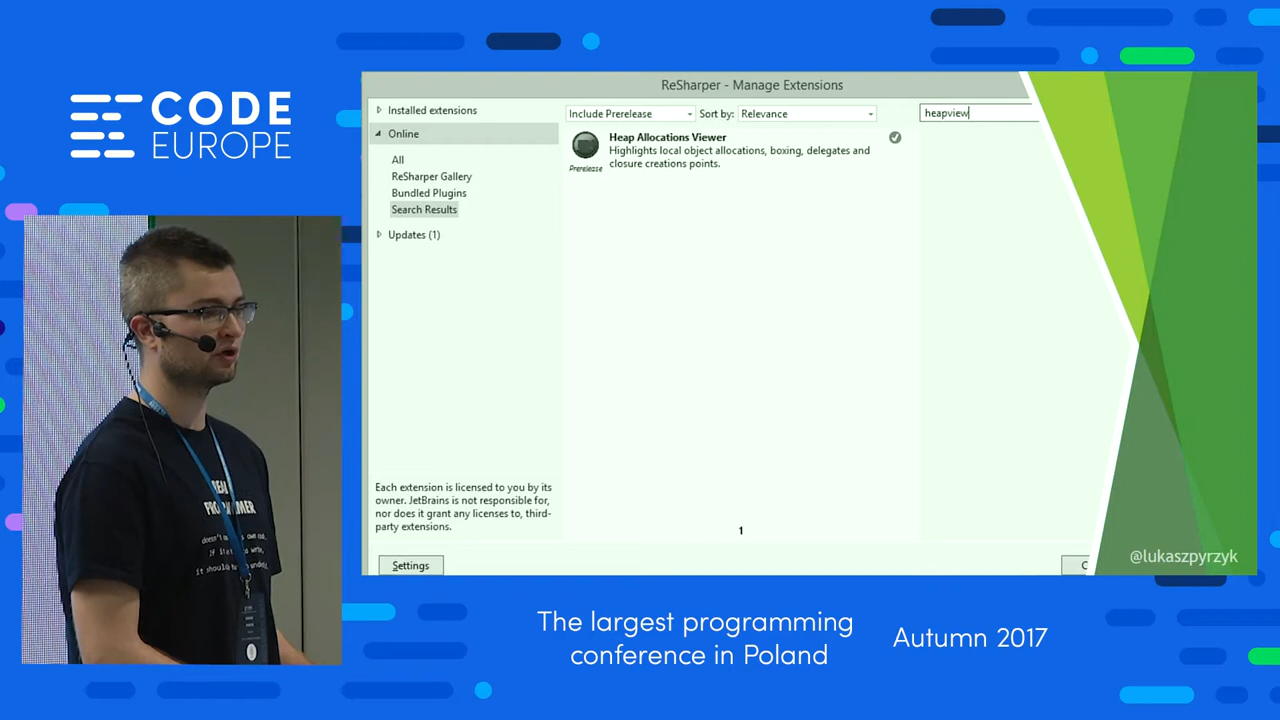 CODE
EUROPE
ReSharper - Manage Extensions
Installed extensions
Online
All
ReSharper Gallery
Bundled Plugins
Search Results
Updates (1)
Each extension is licensed to you by its
owner. JetBrains is not responsible for,
nor does it grant any licenses to, third-
party extensions.
Settings
Include Prerelease
Sort by:
Relevance
heapview
Heap Allocations Viewer
Highlights local object allocations, boxing, delegates and
closure creations points.
Prerelease
1
C
@lukaszpyrzyk
The largest programming
conference in Poland
Autumn 2017